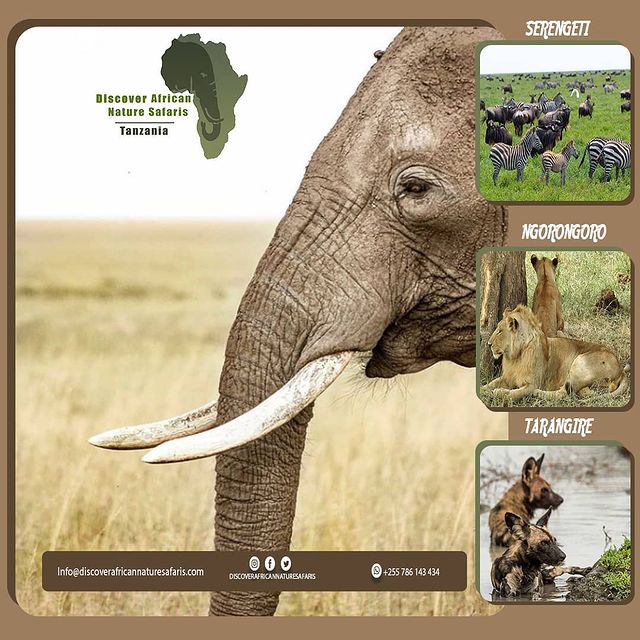 SERENGETI
Discover African
Nature Safaris
Tanzania
NGORONGORO
TARANGIRE
Info@discoverafricannaturesafaris.com
DISCOVERAFRICANNATURESAFARIS
+255 786 143 434